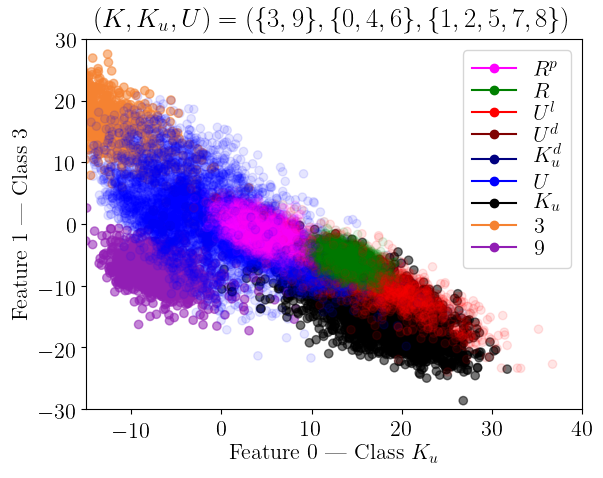 (K, K_u, U) = ({3, 9}, {0, 4, 6}, {1, 2, 5, 7, 8})
30
20
10
0
−10
−20
−30
Feature 1 — Class 3
R^p
R
U^l
U^d
K_u^d
U
K_u
3
9
−10
0
10
20
30
40
Feature 0 — Class K_u